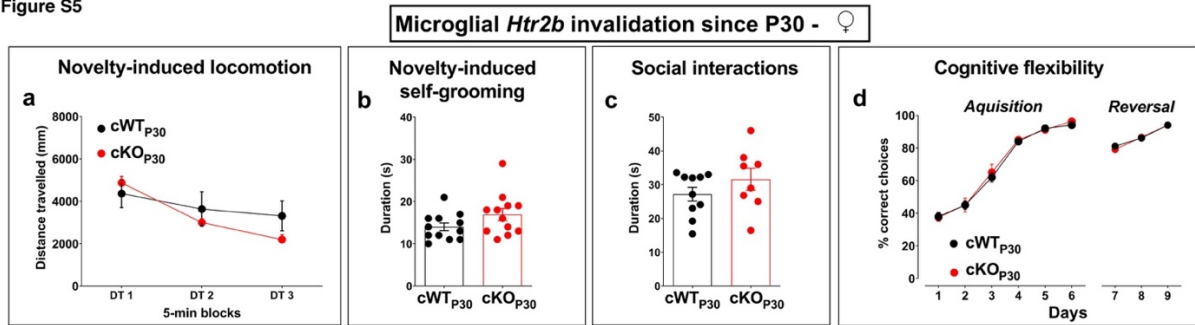 Figure S5
Microglial Htr2b invalidation since P30 - ♀
Novelty-induced locomotion
a
8000
6000
4000
2000
0
Distance travelled (mm)
cWTP30
cKOP30
DT 1 DT 2 DT 3
5-min blocks
Novelty-induced
self-grooming
b
40
30
20
10
0
Duration (s)
cWTP30 cKOP30
Social interactions
c
50
40
30
20
10
0
Duration (s)
cWTP30 cKOP30
Cognitive flexibility
d
Aquisition Reversal
100
80
60
40
20
0
% correct choices
cWTP30
cKOP30
1 2 3 4 5 6 7 8 9
Days